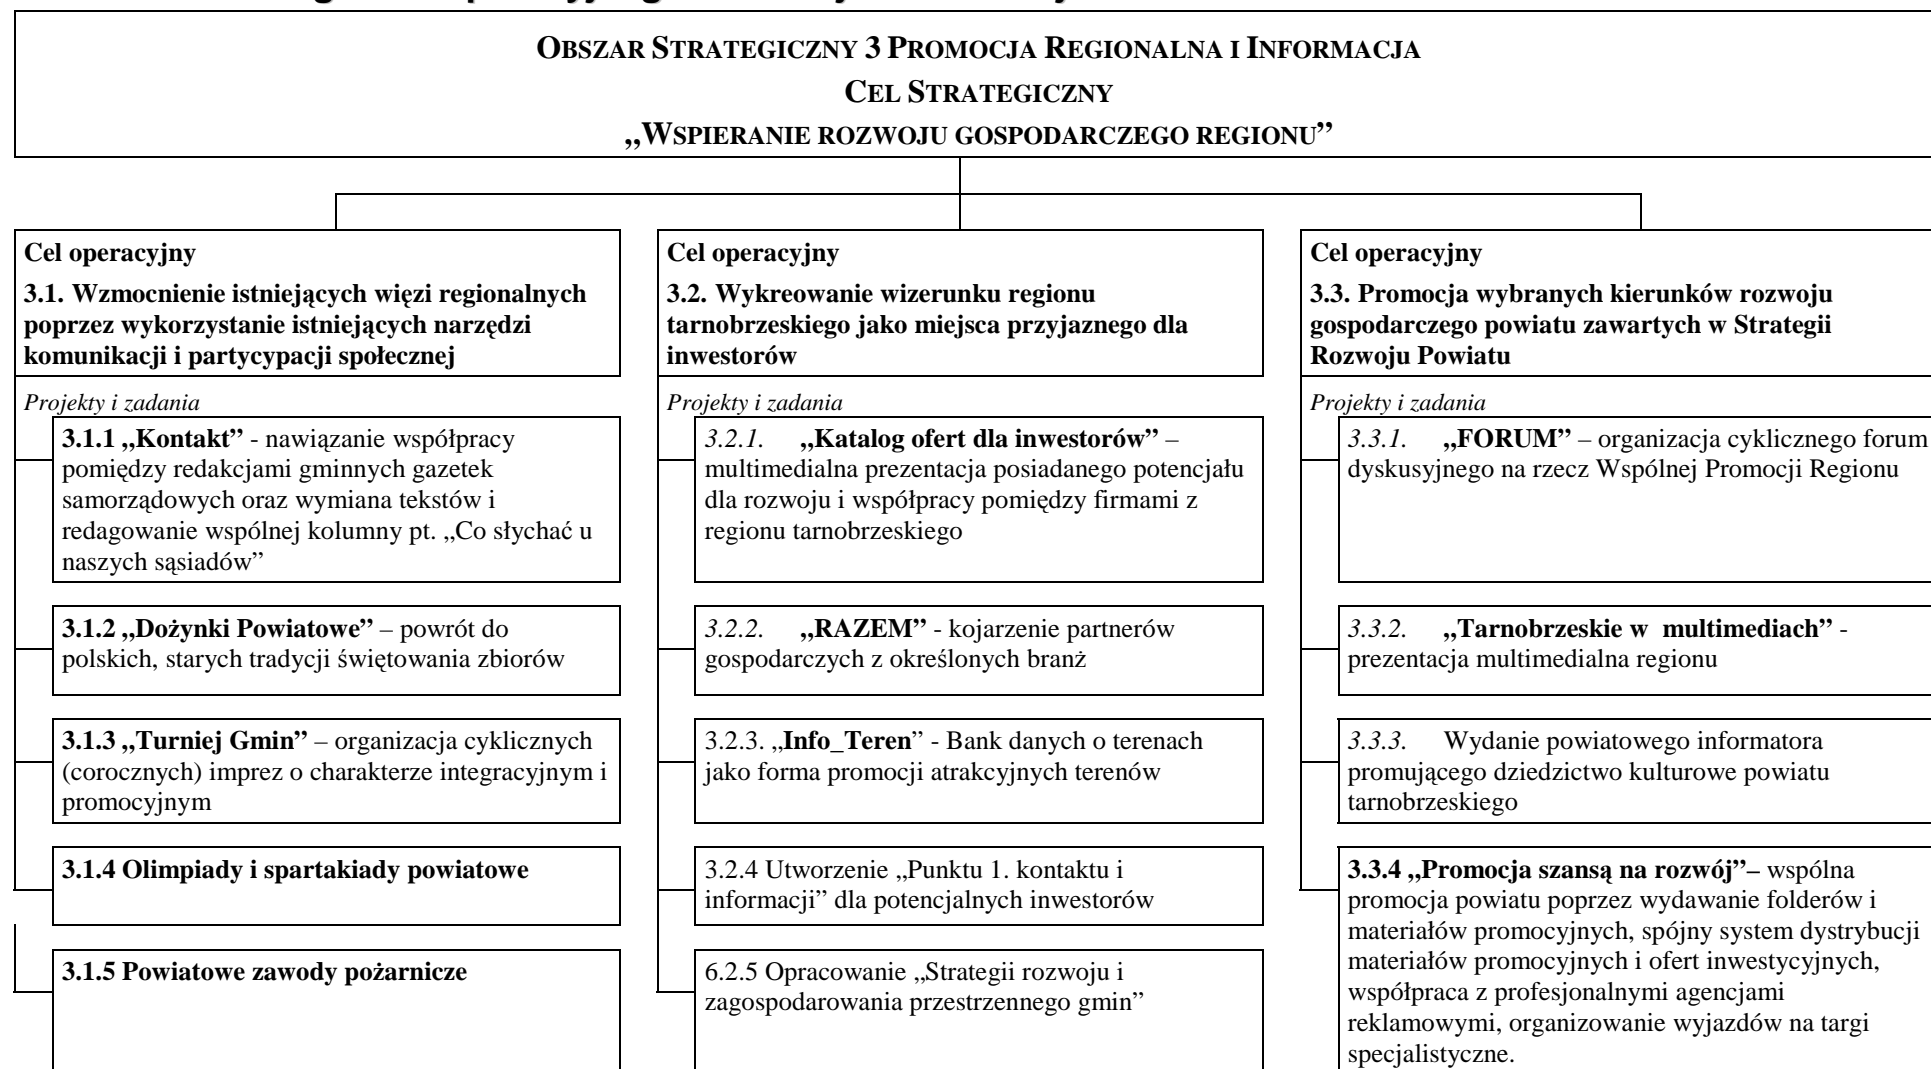 OBSZAR STRATEGICZNY 3 PROMOCJA REGIONALNA I INFORMACJA
CEL STRATEGICZNY
„WSPIERANIE ROZWOJU GOSPODARCZEGO REGIONU”
Cel operacyjny
3.1. Wzmocnienie istniejących więzi regionalnych
poprzez wykorzystanie istniejących narzędzi
komunikacji i partycypacji społecznej
Projekty i zadania
3.1.1 „Kontakt” - nawiązanie współpracy
pomiędzy redakcjami gminnych gazetek
samorządowych oraz wymiana tekstów i
redagowanie wspólnej kolumny pt. „Co słychać u
naszych sąsiadów”
3.1.2 „Dożynki Powiatowe” – powrót do
polskich, starych tradycji świętowania zbiorów
3.1.3 „Turniej Gmin” – organizacja cyklicznych
(corocznych) imprez o charakterze integracyjnym i
promocyjnym
3.1.4 Olimpiady i spartakiady powiatowe
3.1.5 Powiatowe zawody pożarnicze
Cel operacyjny
3.2. Wykreowanie wizerunku regionu
tarnobrzeskiego jako miejsca przyjaznego dla
inwestorów
Projekty i zadania
3.2.1. „Katalog ofert dla inwestorów” –
multimedialna prezentacja posiadanego potencjału
dla rozwoju i współpracy pomiędzy firmami z
regionu tarnobrzeskiego
3.2.2. „RAZEM” - kojarzenie partnerów
gospodarczych z określonych branż
3.2.3. „Info_Teren” - Bank danych o terenach
jako forma promocji atrakcyjnych terenów
3.2.4 Utworzenie „Punktu 1. kontaktu i
informacji” dla potencjalnych inwestorów
6.2.5 Opracowanie „Strategii rozwoju i
zagospodarowania przestrzennego gmin”
Cel operacyjny
3.3. Promocja wybranych kierunków rozwoju
gospodarczego powiatu zawartych w Strategii
Rozwoju Powiatu
Projekty i zadania
3.3.1. „FORUM” – organizacja cyklicznego forum
dyskusyjnego na rzecz Wspólnej Promocji Regionu
3.3.2. „Tarnobrzeskie w multimediach” -
prezentacja multimedialna regionu
3.3.3. Wydanie powiatowego informatora
promującego dziedzictwo kulturowe powiatu
tarnobrzeskiego
3.3.4 „Promocja szansą na rozwój”– wspólna
promocja powiatu poprzez wydawanie folderów i
materiałów promocyjnych, spójny system dystrybucji
materiałów promocyjnych i ofert inwestycyjnych,
współpraca z profesjonalnymi agencjami
reklamowymi, organizowanie wyjazdów na targi
specjalistyczne.